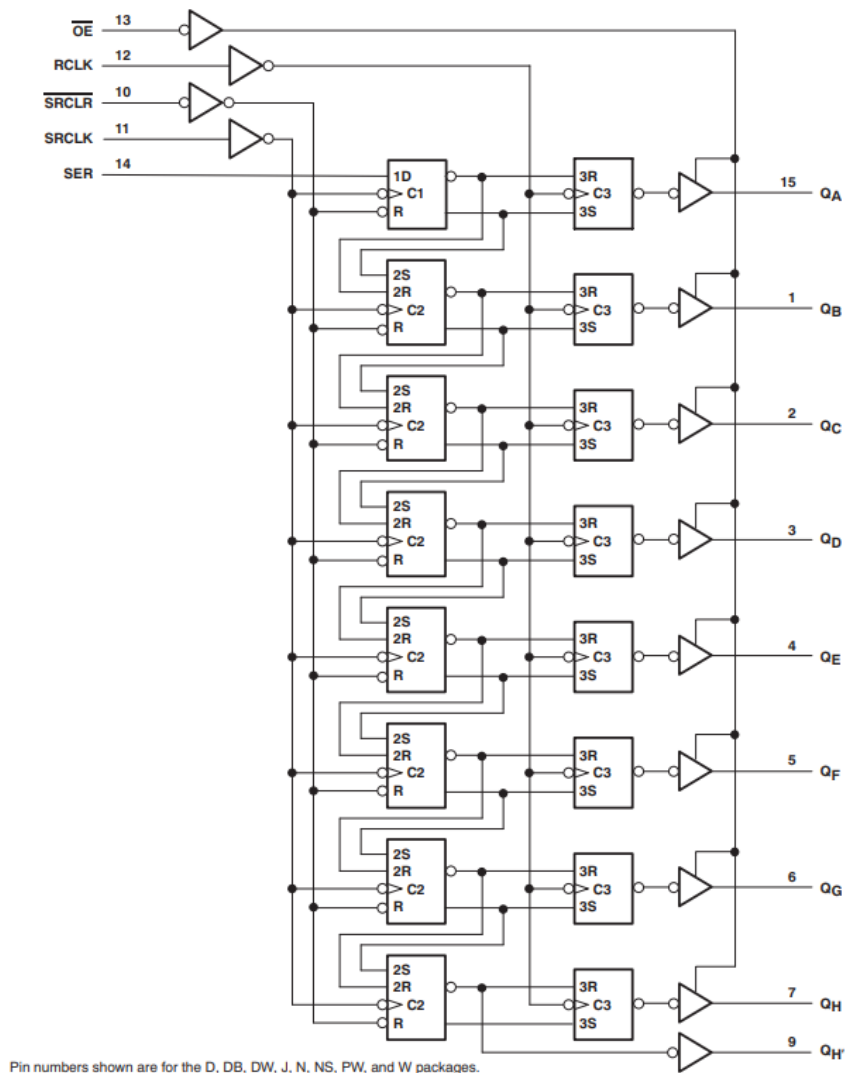 OE 13
RCLK 12
SRCLR 10
SRCLK 11
SER 14
1D 3R
C1 C3 15 QA
R 3S
2S
2R 3R
C2 C3 1 QB
R 3S
2S
2R 3R
C2 C3 2 QC
R 3S
2S
2R 3R
C2 C3 3 QD
R 3S
2S
2R 3R
C2 C3 4 QE
R 3S
2S
2R 3R
C2 C3 5 QF
R 3S
2S
2R 3R
C2 C3 6 QG
R 3S
2S
2R 3R
C2 C3 7 QH
R 3S
9 QH'
Pin numbers shown are for the D, DB, DW, J, N, NS, PW, and W packages.